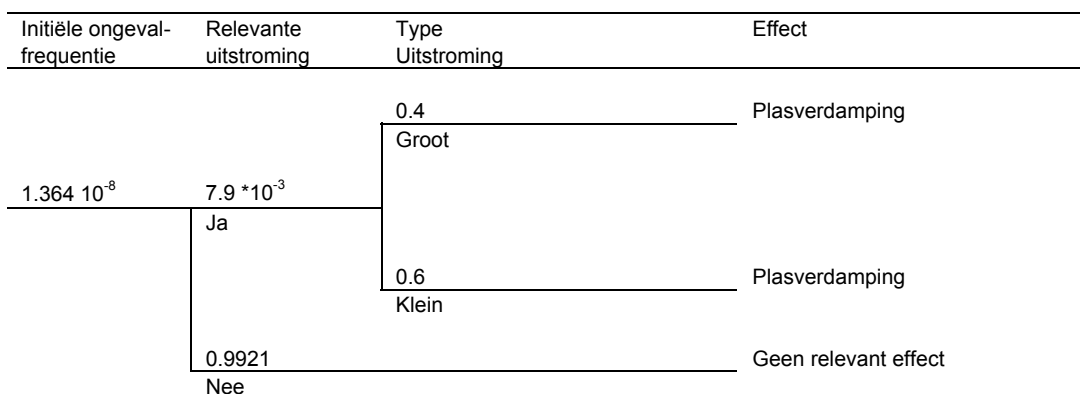 Initiële ongeval- Relevante Type Effect
frequentie uitstroming Uitstroming
0.4 Plasverdamping
Groot
1.364 10⁻⁸ 7.9 *10⁻³
Ja
0.6 Plasverdamping
Klein
0.9921 Geen relevant effect
Nee